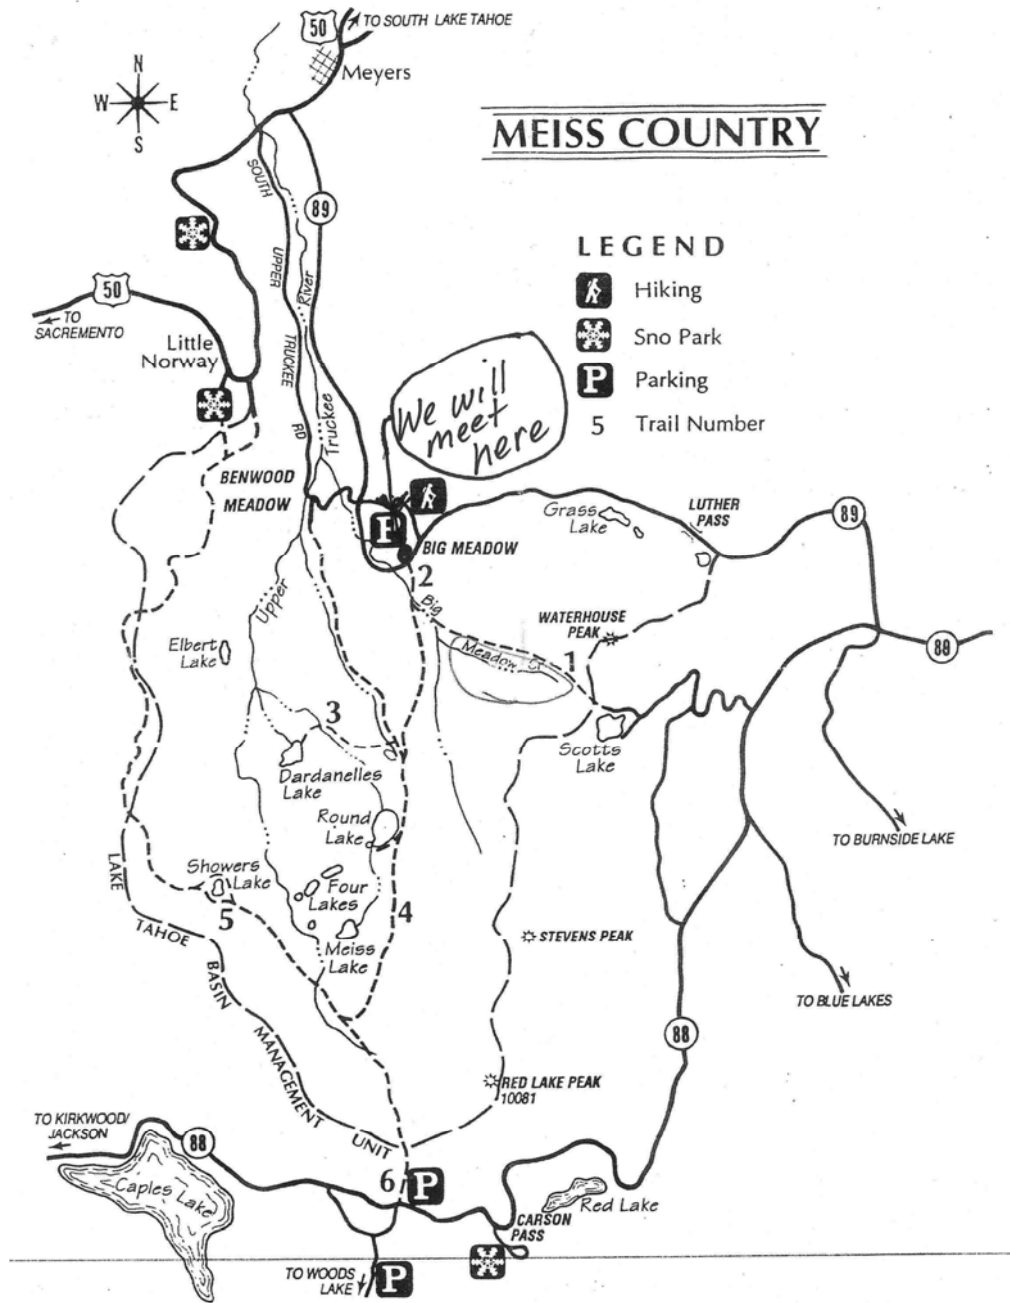 50
TO SOUTH LAKE TAHOE
Meyers
N
W E
S
MEISS COUNTRY
SOUTH
UPPER
TRUCKEE
RD
89
River
Truckee
LEGEND
Hiking
Sno Park
P Parking
5 Trail Number
50
TO
SACREMENTO
Little
Norway
We will
meet
here
BENWOOD
MEADOW
P
BIG MEADOW
2
Grass
Lake
LUTHER
PASS
89
Upper
Big
Meadow Cr
1
WATERHOUSE
PEAK
89
Elbert
Lake
3
Dardanelles
Lake
Scotts
Lake
Round
Lake
TO BURNSIDE LAKE
Showers
Lake
5
Four
Lakes
4
Meiss
Lake
STEVENS PEAK
TO BLUE LAKES
LAKE
TAHOE
BASIN
MANAGEMENT
UNIT
88
RED LAKE PEAK
10081
TO KIRKWOOD/
JACKSON
88
Caples Lake
6
P
Red Lake
CARSON
PASS
TO WOODS
LAKE
P